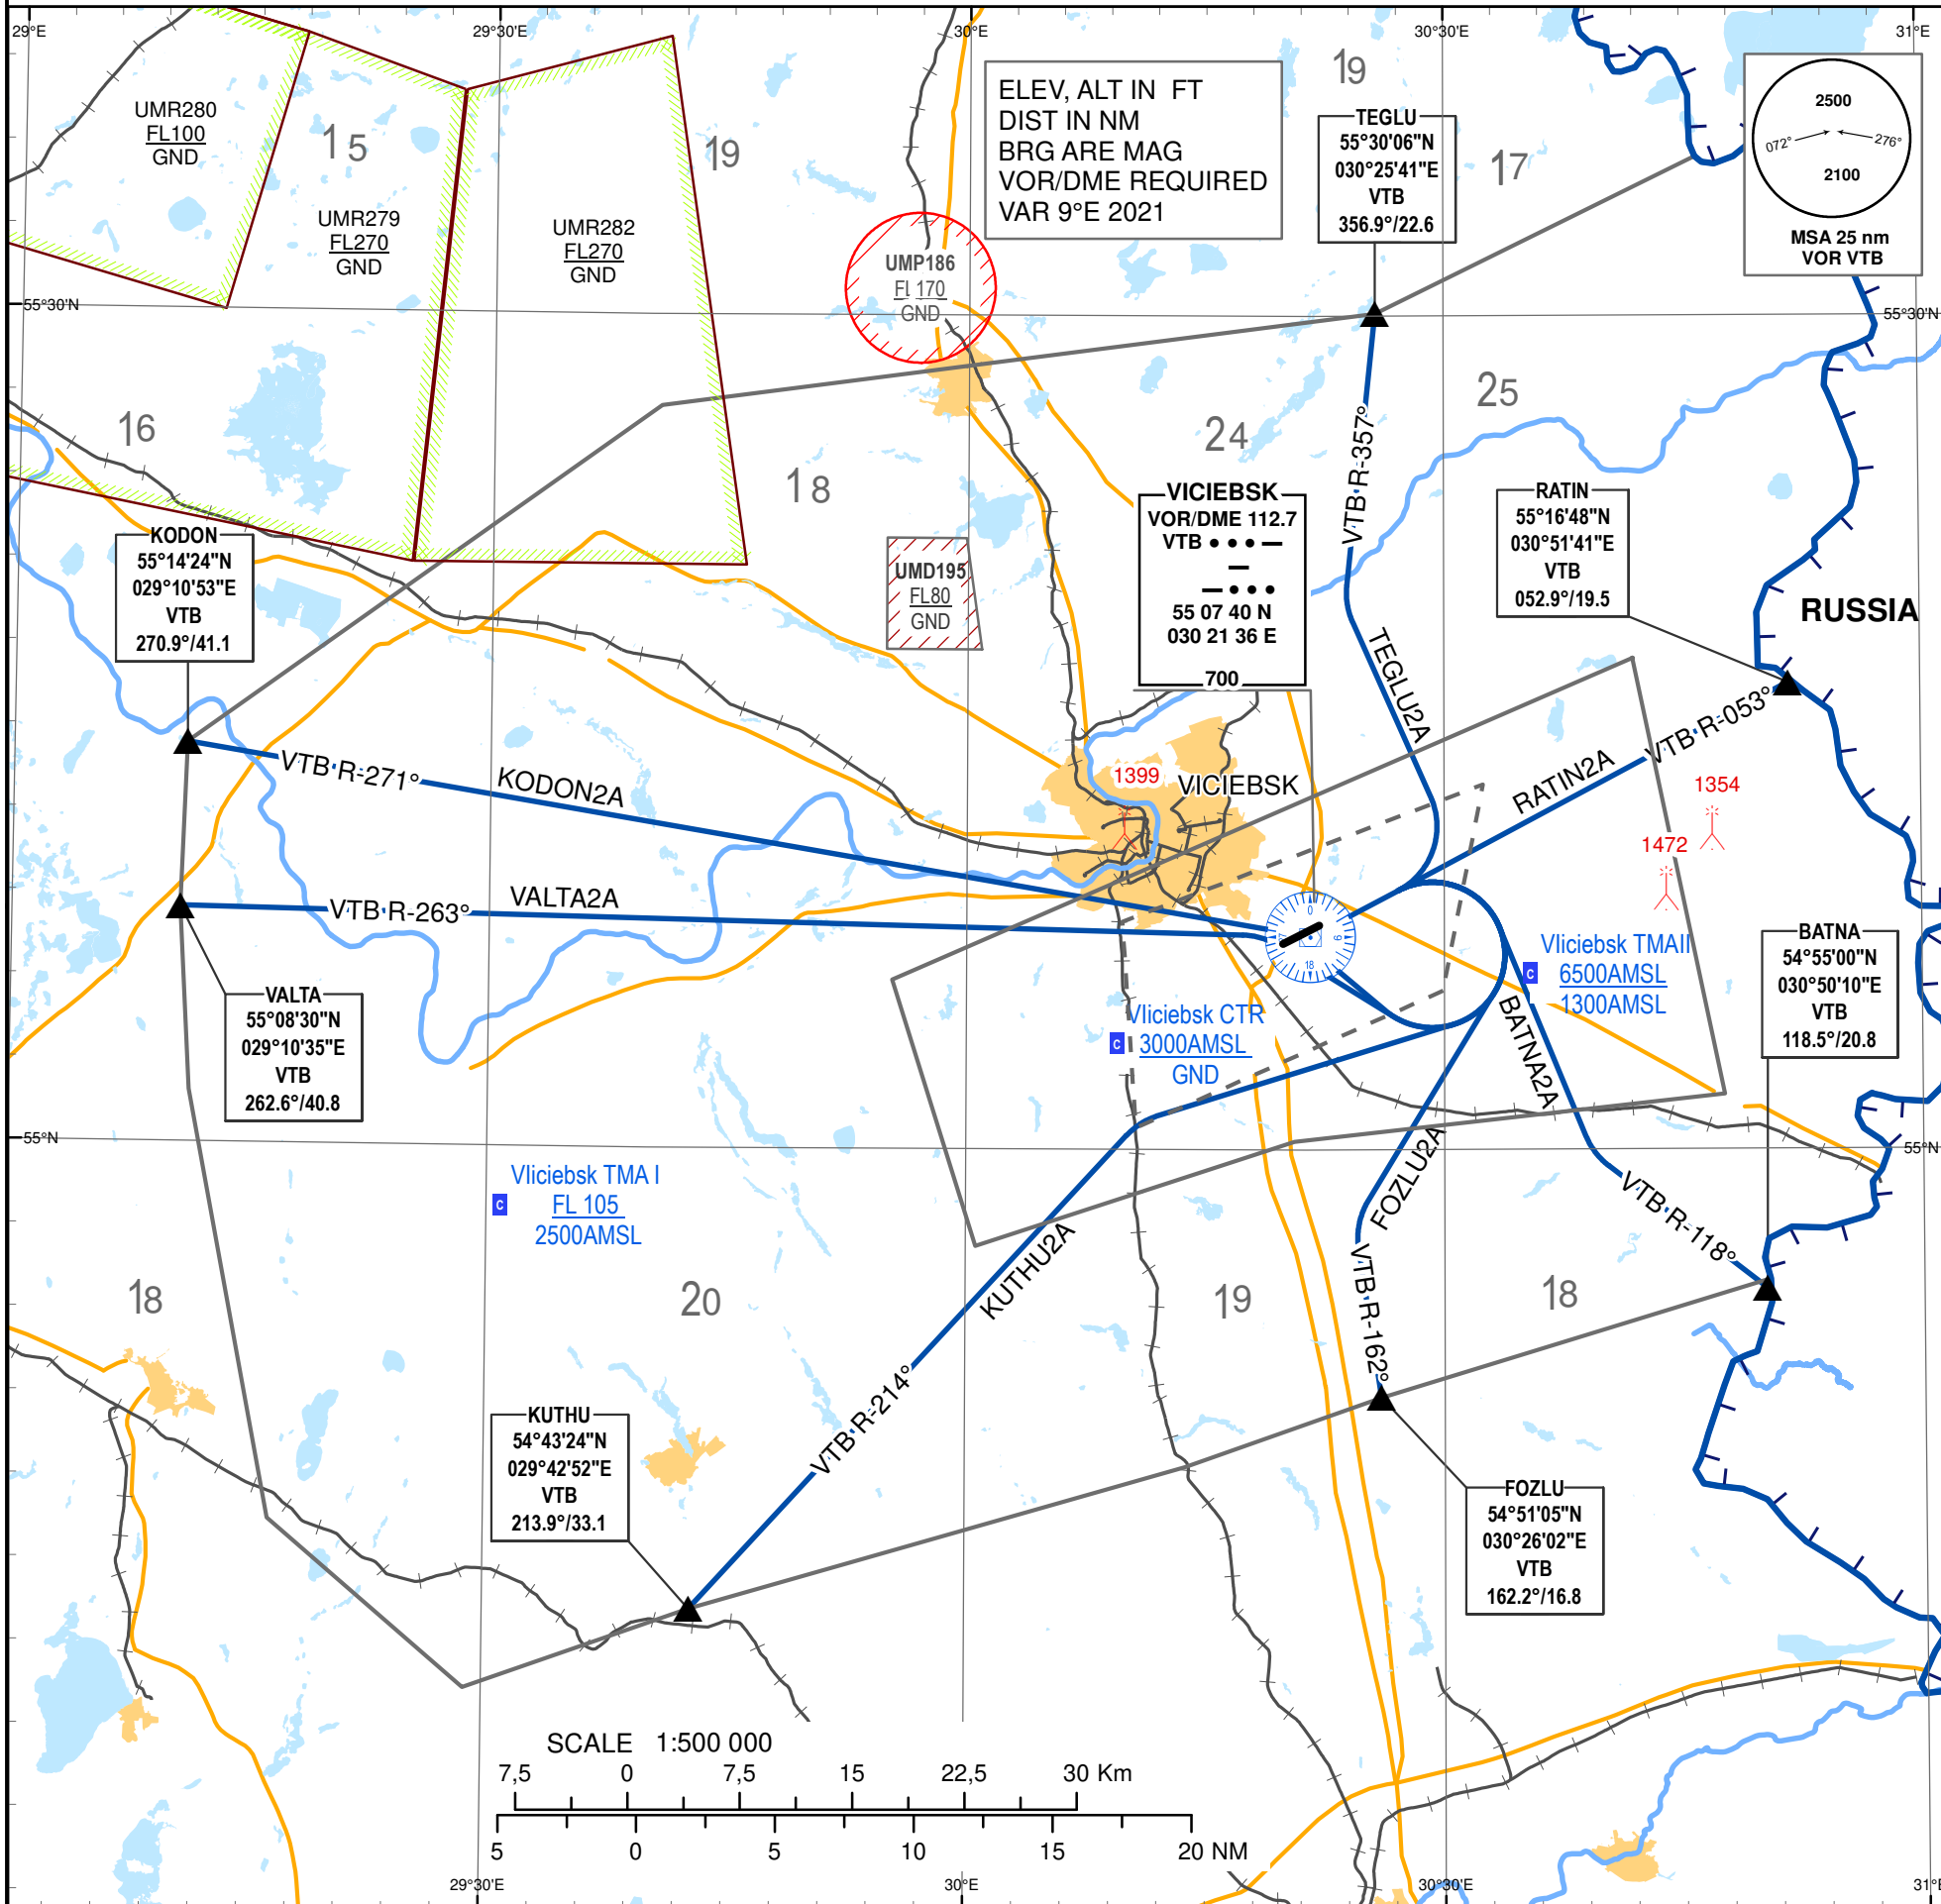 29°E
29°30'E
30°E
30°30'E
31°E
UMR280
FL100
GND
15
UMR279
FL270
GND
UMR282
FL270
GND
19
ELEV, ALT IN FT
DIST IN NM
BRG ARE MAG
VOR/DME REQUIRED
VAR 9°E 2021
19
TEGLU
55°30'06"N
030°25'41"E
VTB
356.9°/22.6
17
2500
072°
276°
2100
MSA 25 nm
VOR VTB
UMP186
FL 170
GND
55°30'N
55°30'N
16
18
24
25
VTB R-357°
KODON
55°14'24"N
029°10'53"E
VTB
270.9°/41.1
UMD195
FL80
GND
VICIEBSK
VOR/DME 112.7
VTB
55 07 40 N
030 21 36 E
700
RATIN
55°16'48"N
030°51'41"E
VTB
052.9°/19.5
RUSSIA
TEGLU2A
VTB R-053°
RATIN2A
VTB R-271°
KODON2A
1399
VICIEBSK
1354
1472
VTB R-263°
VALTA2A
0
9
18
VALTA
55°08'30"N
029°10'35"E
VTB
262.6°/40.8
Vliciebsk TMAII
C
6500AMSL
1300AMSL
BATNA
54°55'00"N
030°50'10"E
VTB
118.5°/20.8
Vliciebsk CTR
C
3000AMSL
GND
BATNA2A
55°N
55°N
Vliciebsk TMA I
C
FL 105
2500AMSL
FOZLU2A
VTB R-118°
KUTHU2A
VTB R-162°
18
20
19
18
VTB R-214°
KUTHU
54°43'24"N
029°42'52"E
VTB
213.9°/33.1
FOZLU
54°51'05"N
030°26'02"E
VTB
162.2°/16.8
SCALE 1:500 000
7,5 0 7,5 15 22,5 30 Km
5 0 5 10 15 20 NM
29°30'E
30°E
30°30'E